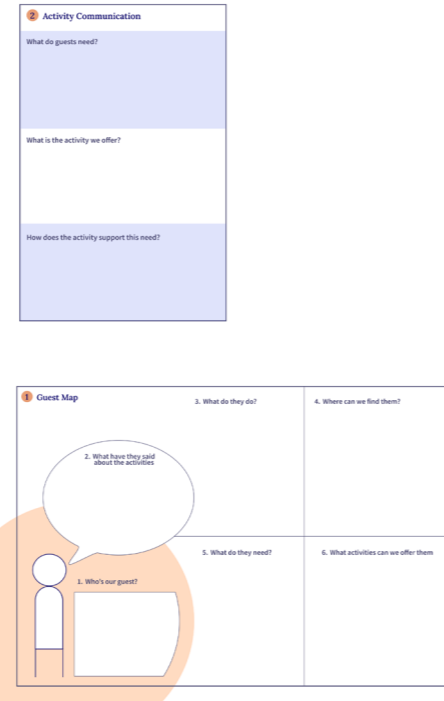 2 Activity Communication
What do guests need?
What is the activity we offer?
How does the activity support this need?
1 Guest Map
3. What do they do?
4. Where can we find them?
2. What have they said
about the activities
5. What do they need?
6. What activities can we offer them
1. Who's our guest?